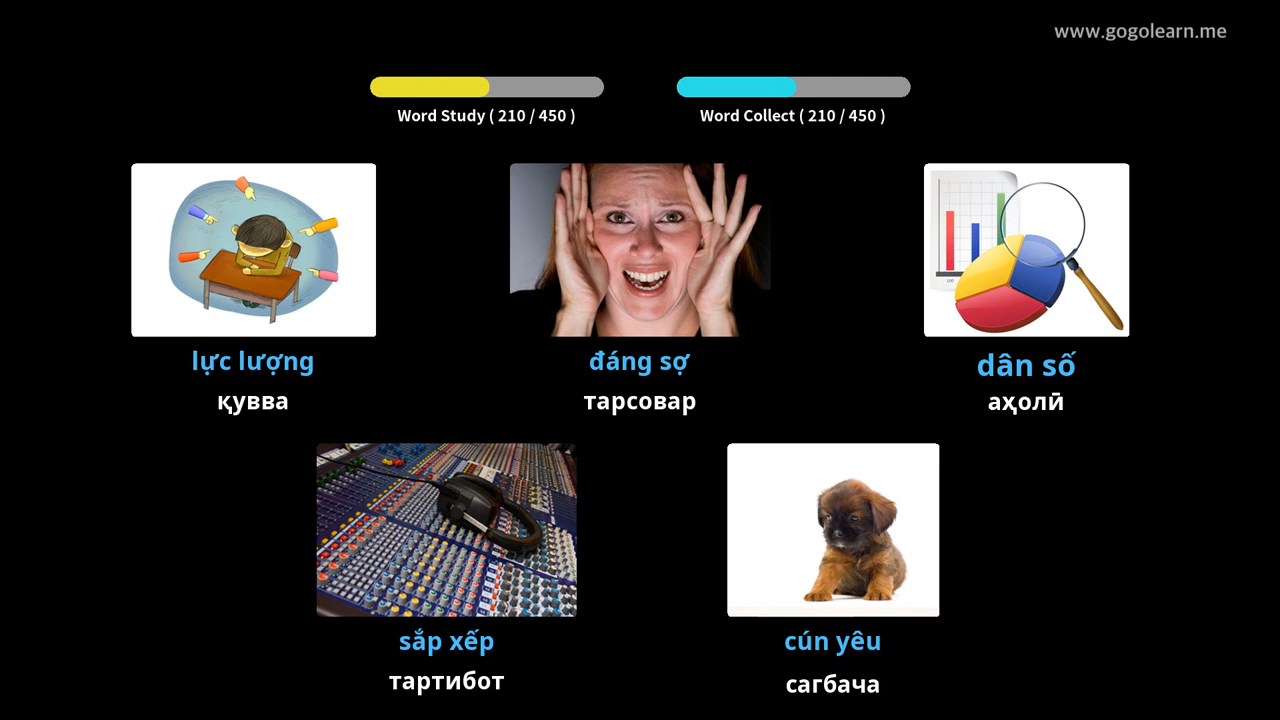 www.gogolearn.me
Word Study ( 210 / 450 )
Word Collect ( 210 / 450 )
lực lượng
қувва
đáng sợ
тарсовар
dân số
аҳолӣ
sắp xếp
тартибот
cún yêu
сагбача